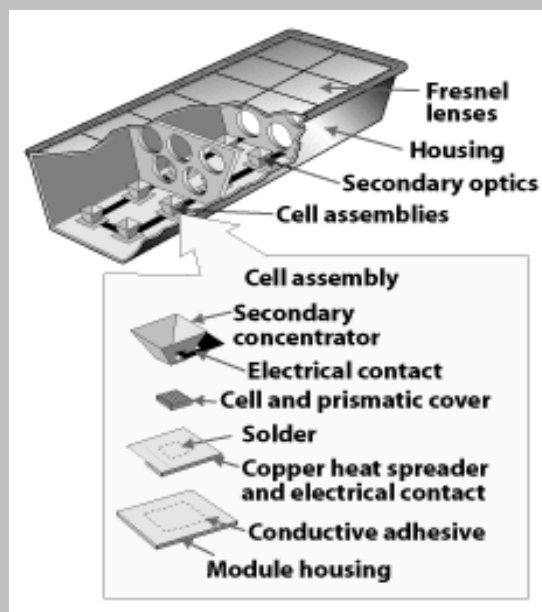 Fresnel
lenses
Housing
Secondary optics
Cell assemblies
Cell assembly
Secondary
concentrator
Electrical contact
Cell and prismatic cover
Solder
Copper heat spreader
and electrical contact
Conductive adhesive
Module housing